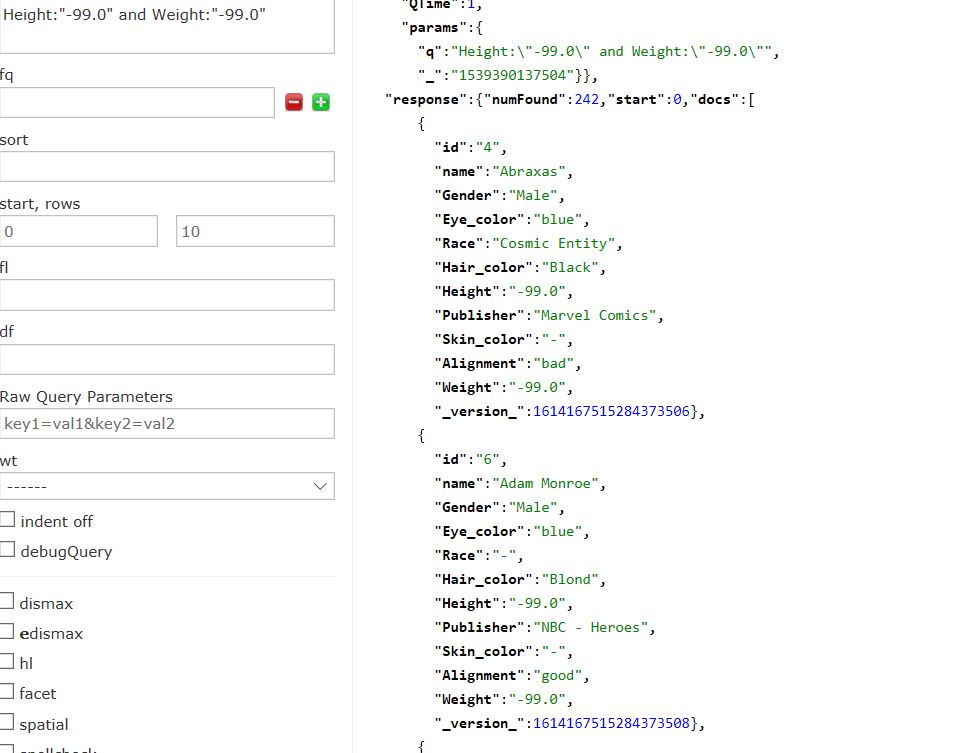 Height:"-99.0" and Weight:"-99.0"
fq
sort
start, rows
0
10
fl
df
Raw Query Parameters
key1=val1&key2=val2
wt
------
indent off
debugQuery
dismax
edismax
hl
facet
spatial
spellcheck
"QTime":1,
"params":{
"q":"Height:\"-99.0\" and Weight:\"-99.0\"",
"_":"1539390137504"}},
"response":{"numFound":242,"start":0,"docs":[
{
"id":"4",
"name":"Abraxas",
"Gender":"Male",
"Eye_color":"blue",
"Race":"Cosmic Entity",
"Hair_color":"Black",
"Height":"-99.0",
"Publisher":"Marvel Comics",
"Skin_color":"-",
"Alignment":"bad",
"Weight":"-99.0",
"_version_":1614167515284373506},
{
"id":"6",
"name":"Adam Monroe",
"Gender":"Male",
"Eye_color":"blue",
"Race":"-",
"Hair_color":"Blond",
"Height":"-99.0",
"Publisher":"NBC - Heroes",
"Skin_color":"-",
"Alignment":"good",
"Weight":"-99.0",
"_version_":1614167515284373508},
{